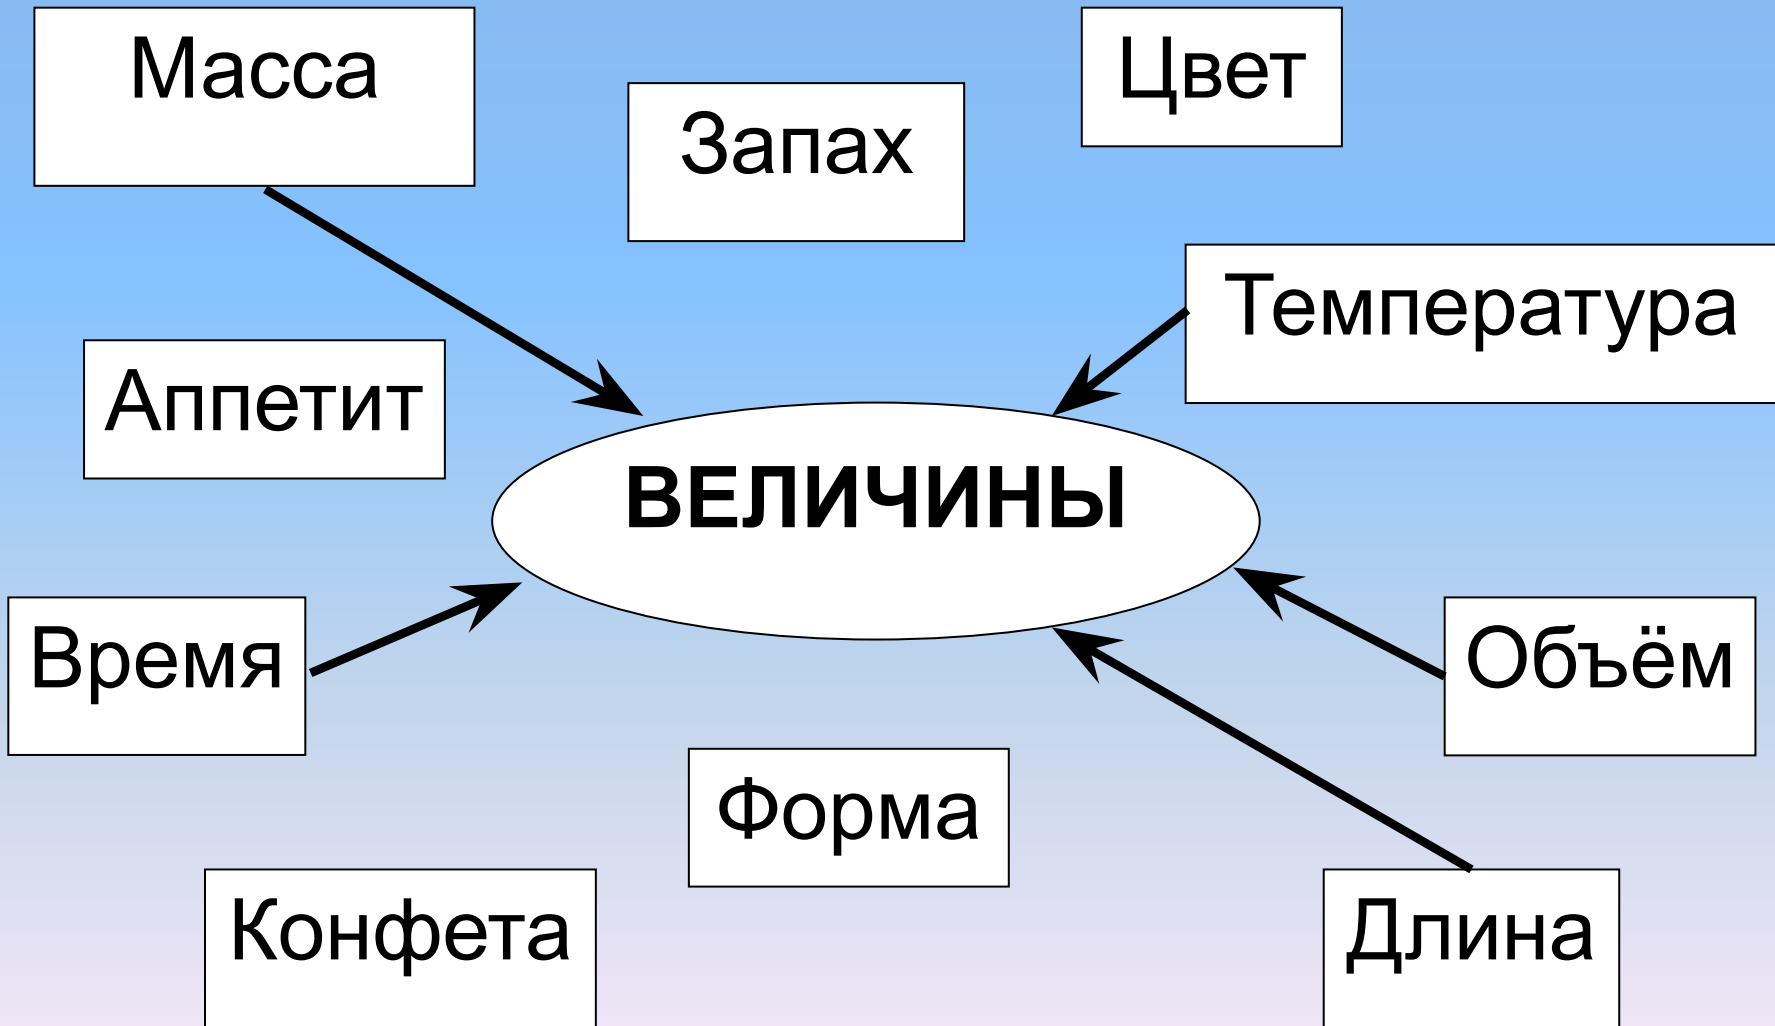 Масса
Цвет
Запах
Температура
Аппетит
ВЕЛИЧИНЫ
Время
Объём
Форма
Конфета
Длина